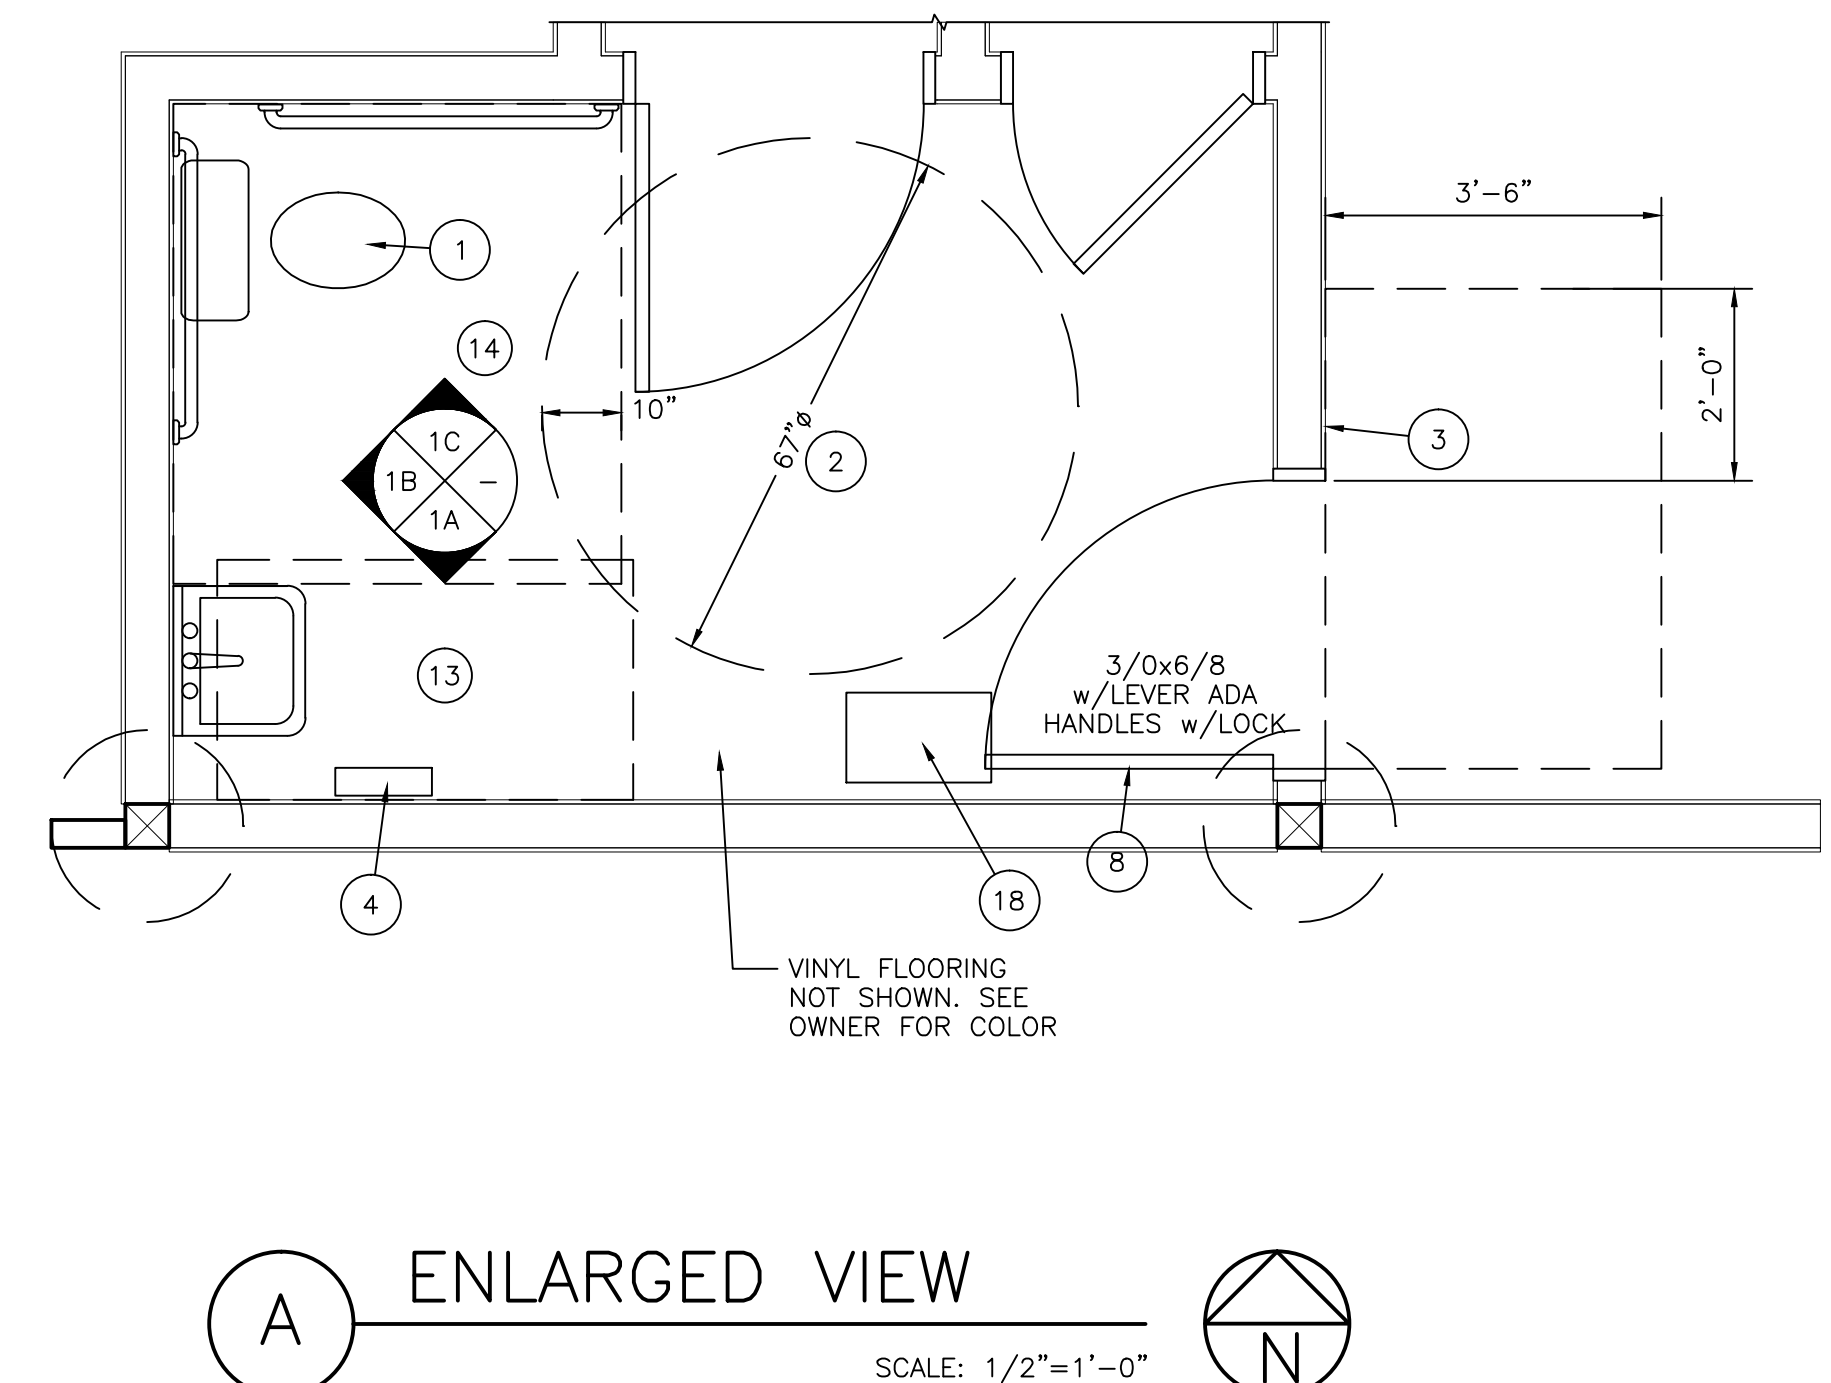 3'-6"
1
14
2'-0"
10"
3
1C
67"ø
2
1B
-
1A
13
3/0x6/8
w/LEVER ADA
HANDLES w/LOCK
8
4
18
VINYL FLOORING
NOT SHOWN. SEE
OWNER FOR COLOR
A
ENLARGED VIEW
N
SCALE: 1/2"=1'-0"